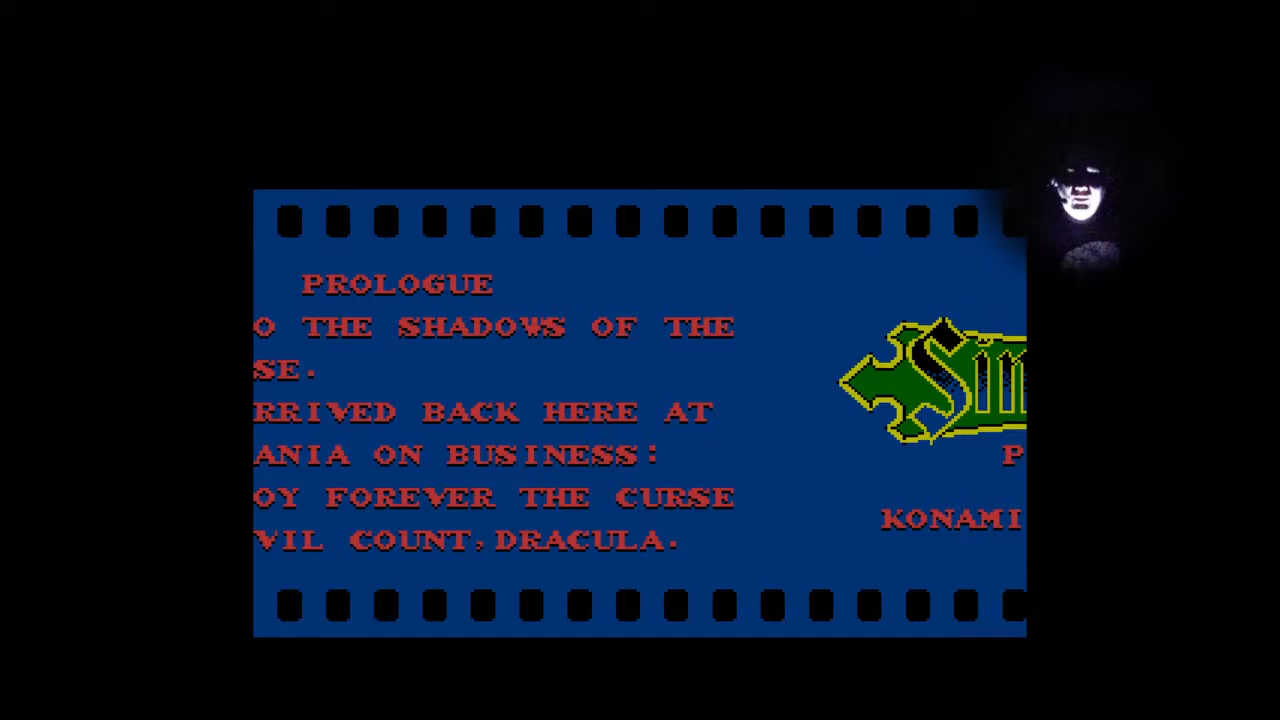 PROLOGUE
O THE SHADOWS OF THE
SE.
RRIVED BACK HERE AT
ANIA ON BUSINESS:
OY FOREVER THE CURSE
VIL COUNT,DRACULA.
Sim
P
KONAMI